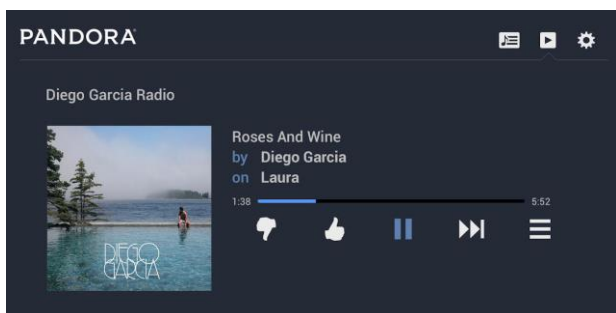 PANDORA
Diego Garcia Radio
Roses And Wine
by Diego Garcia
on Laura
1:38
5:52
DIEGO
GARCIA